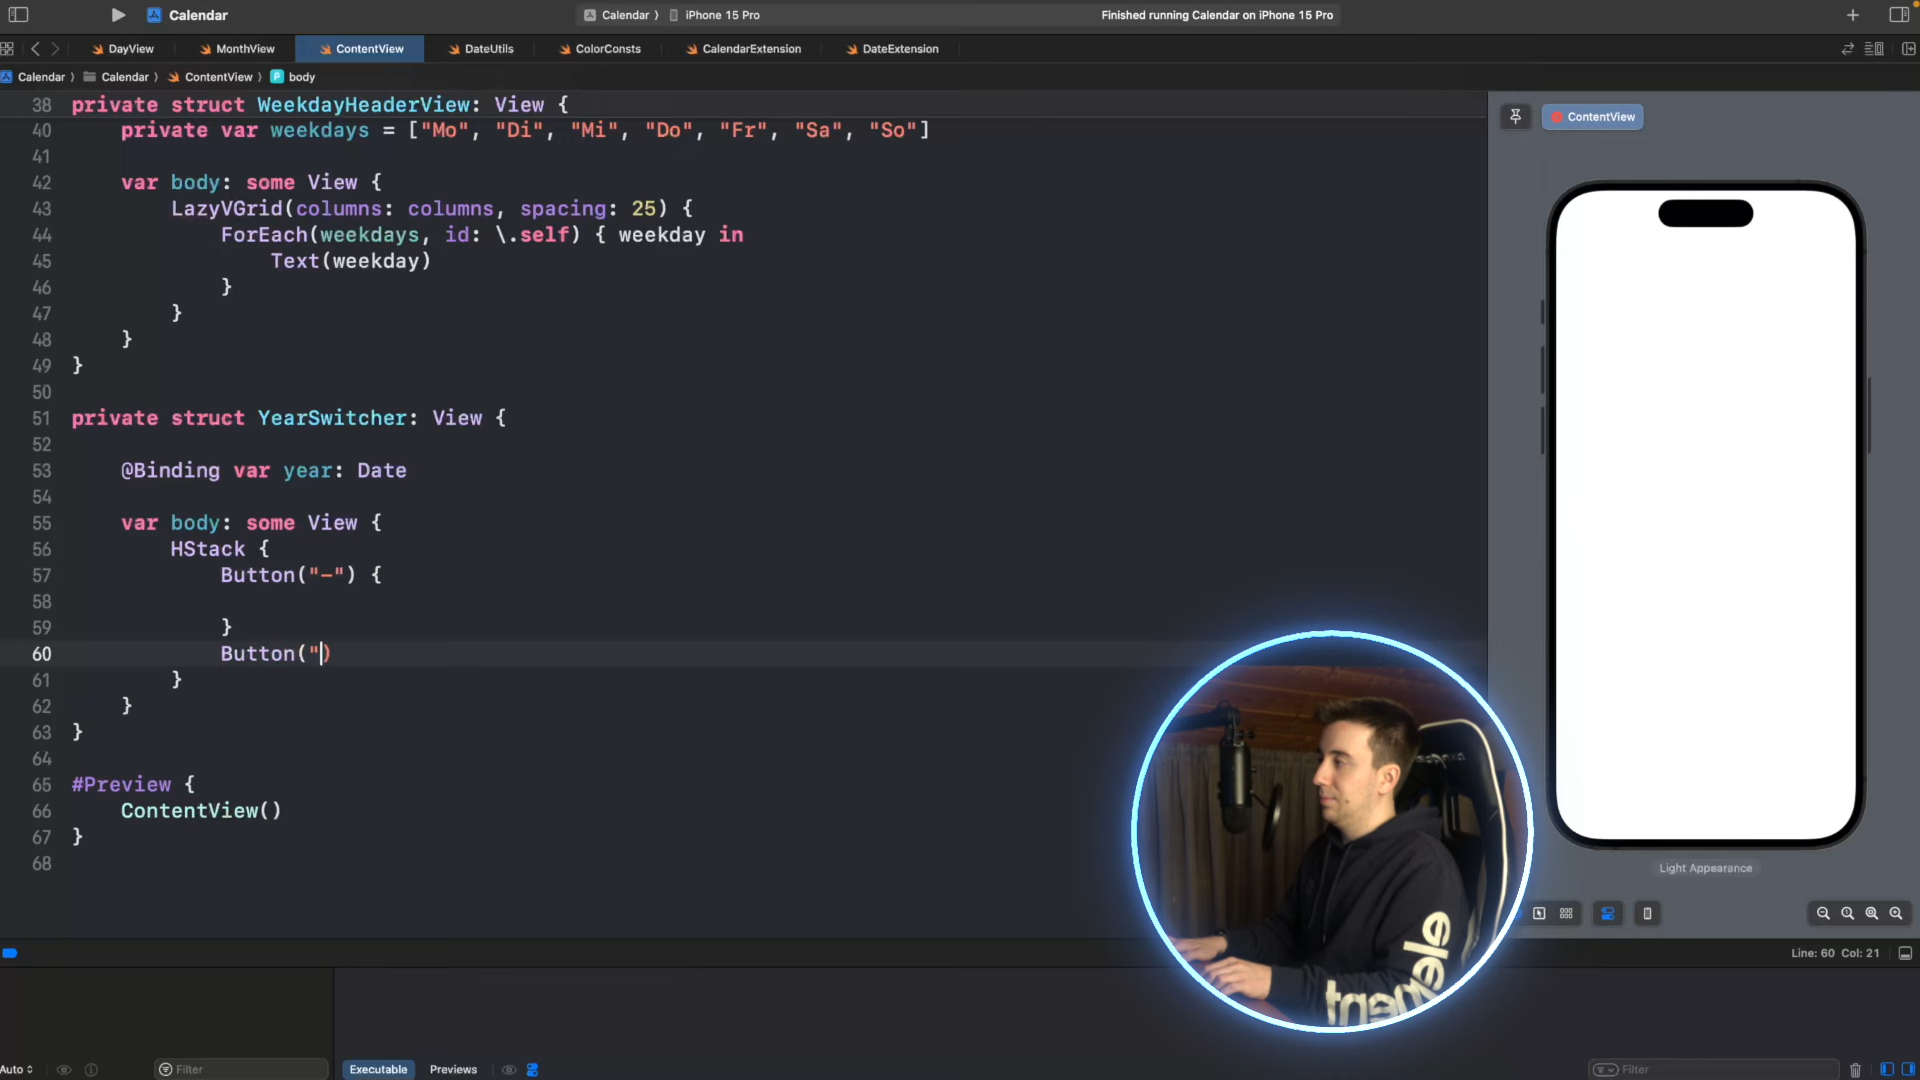 Calendar
Calendar ⟩ iPhone 15 Pro
Finished running Calendar on iPhone 15 Pro
DayView
MonthView
ContentView
DateUtils
ColorConsts
CalendarExtension
DateExtension
Calendar ⟩ Calendar ⟩ ContentView ⟩ P body
38 private struct WeekdayHeaderView: View {
40 private var weekdays = ["Mo", "Di", "Mi", "Do", "Fr", "Sa", "So"]
41
42 var body: some View {
43 LazyVGrid(columns: columns, spacing: 25) {
44 ForEach(weekdays, id: \.self) { weekday in
45 Text(weekday)
46 }
47 }
48 }
49 }
50
51 private struct YearSwitcher: View {
52
53 @Binding var year: Date
54
55 var body: some View {
56 HStack {
57 Button("-") {
58
59 }
60 Button(")
61 }
62 }
63 }
64
65 #Preview {
66 ContentView()
67 }
68
ContentView
Light Appearance
element
Line: 60 Col: 21
Auto
Filter
Executable
Previews
Filter